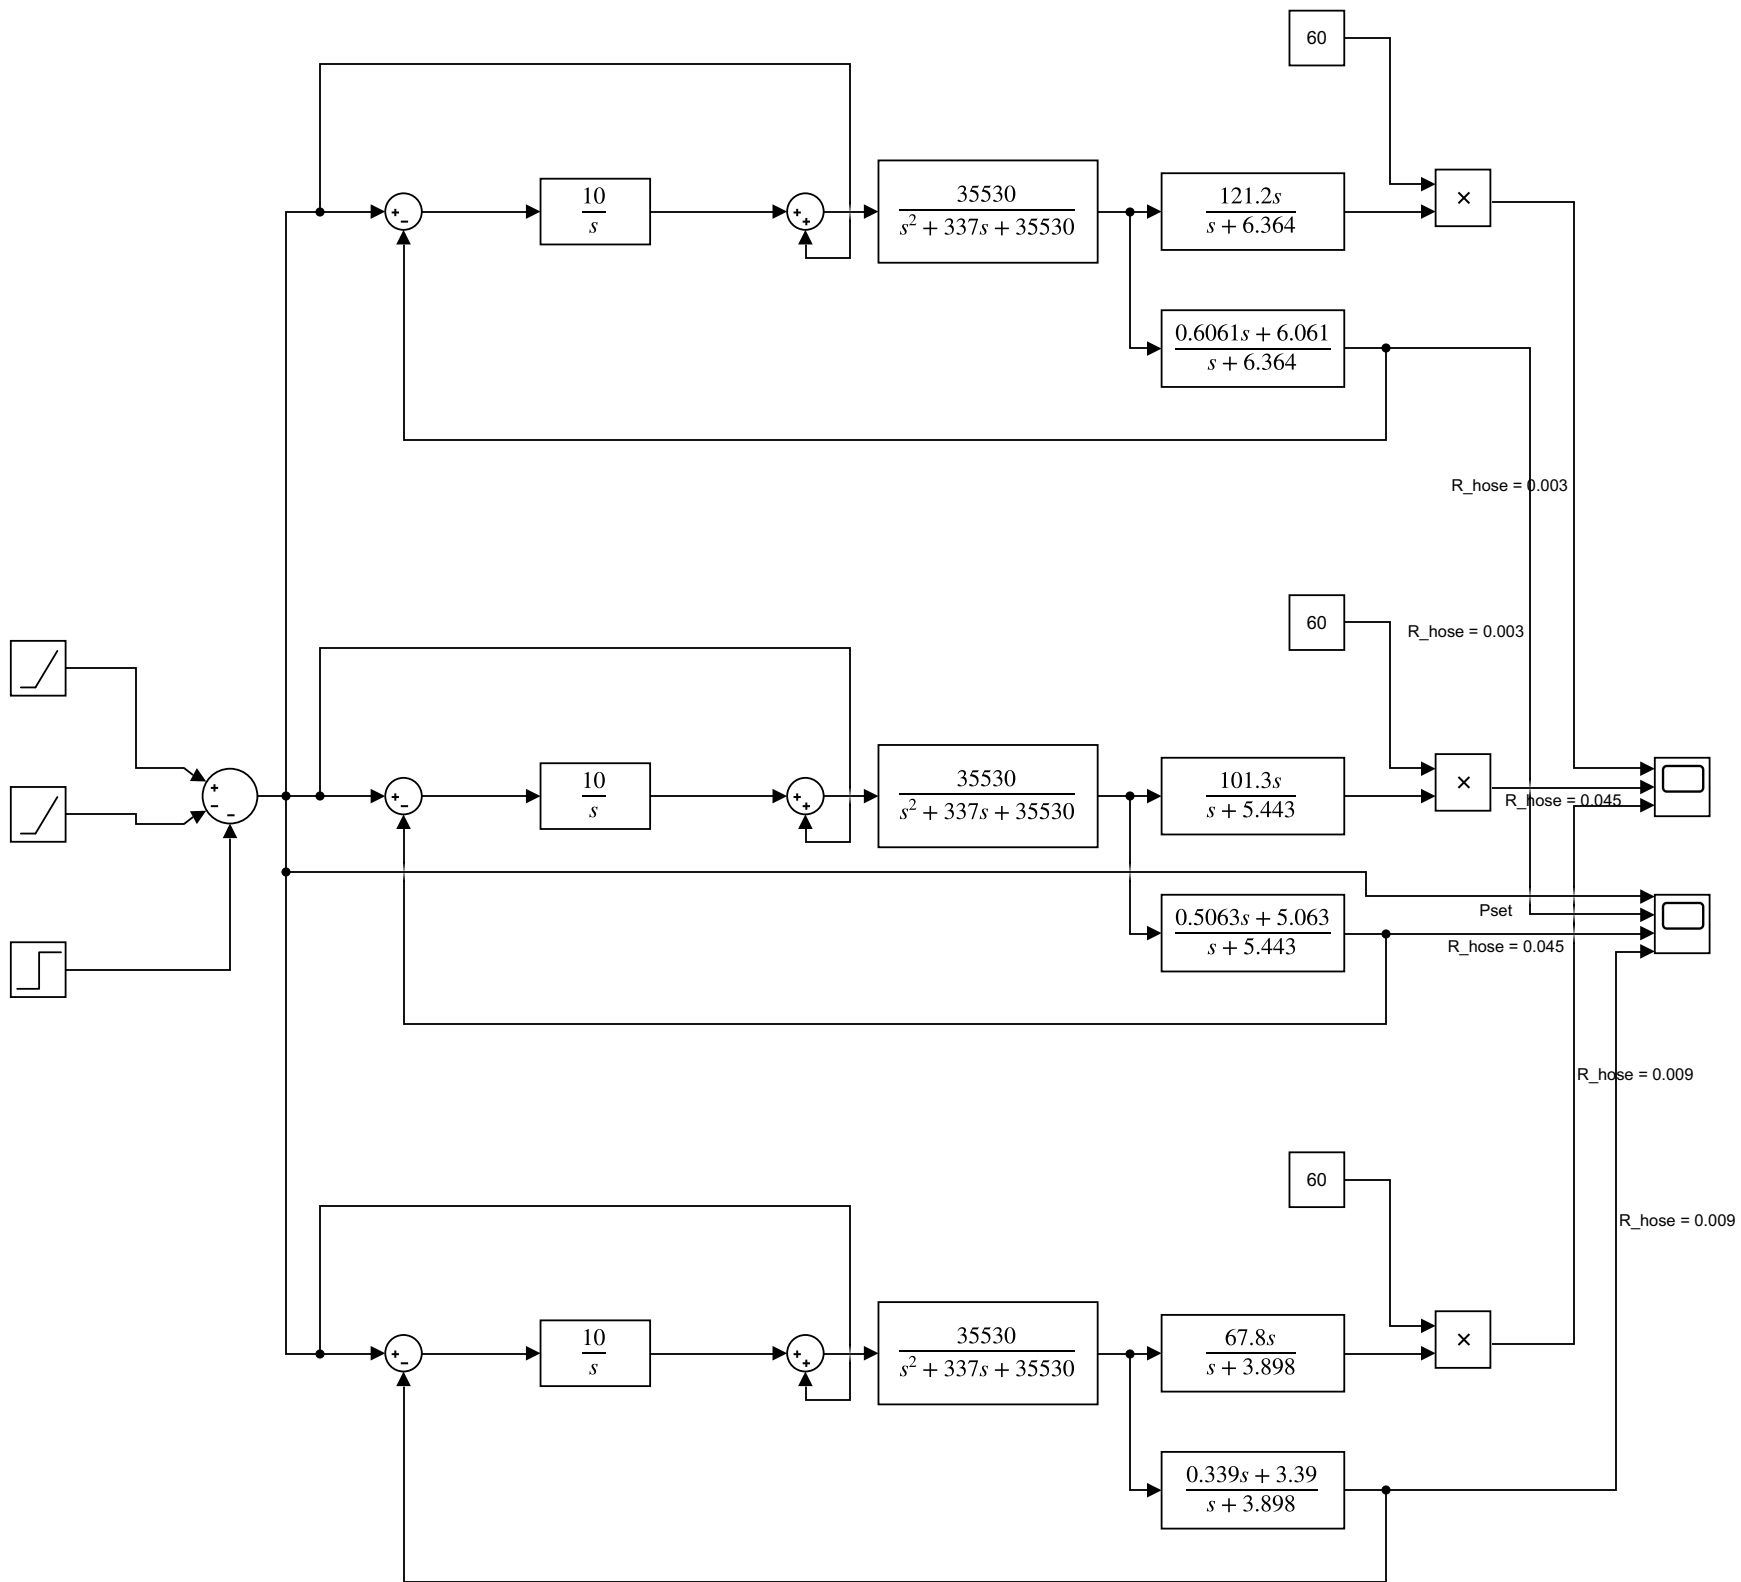 60
+
−
10
s
+
+
35530
s² + 337s + 35530
121.2s
s + 6.364
×
0.6061s + 6.061
s + 6.364
R_hose = 0.003
60
R_hose = 0.003
+
−
−
+
−
10
s
+
+
35530
s² + 337s + 35530
101.3s
s + 5.443
×
R_hose = 0.045
0.5063s + 5.063
s + 5.443
Pset
R_hose = 0.045
R_hose = 0.009
60
R_hose = 0.009
+
−
10
s
+
+
35530
s² + 337s + 35530
67.8s
s + 3.898
×
0.339s + 3.39
s + 3.898